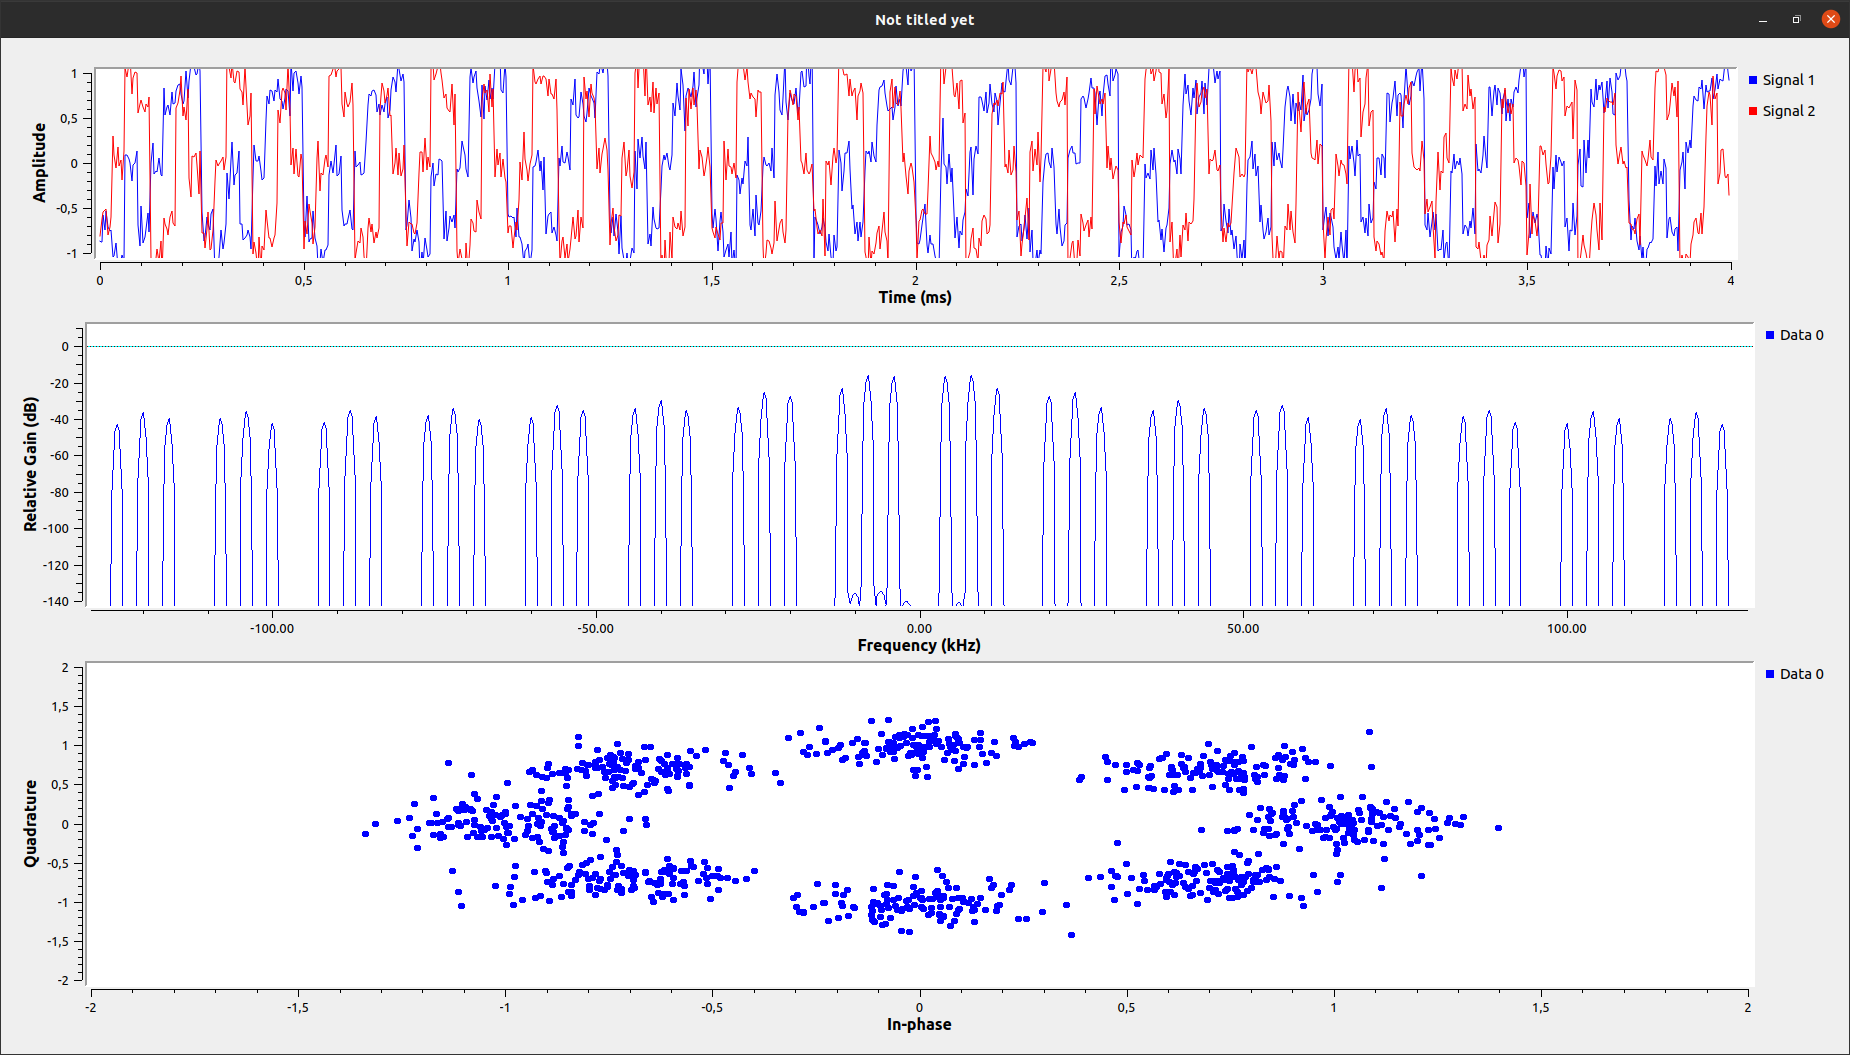 Not titled yet
Signal 1
Signal 2
Amplitude
1
0,5
0
-0,5
-1
0 0,5 1 1,5 2 2,5 3 3,5 4
Time (ms)
Data 0
Relative Gain (dB)
0
-20
-40
-60
-80
-100
-120
-140
-100.00 -50.00 0.00 50.00 100.00
Frequency (kHz)
Data 0
Quadrature
2
1,5
1
0,5
0
-0,5
-1
-1,5
-2
-2 -1,5 -1 -0,5 0 0,5 1 1,5 2
In-phase